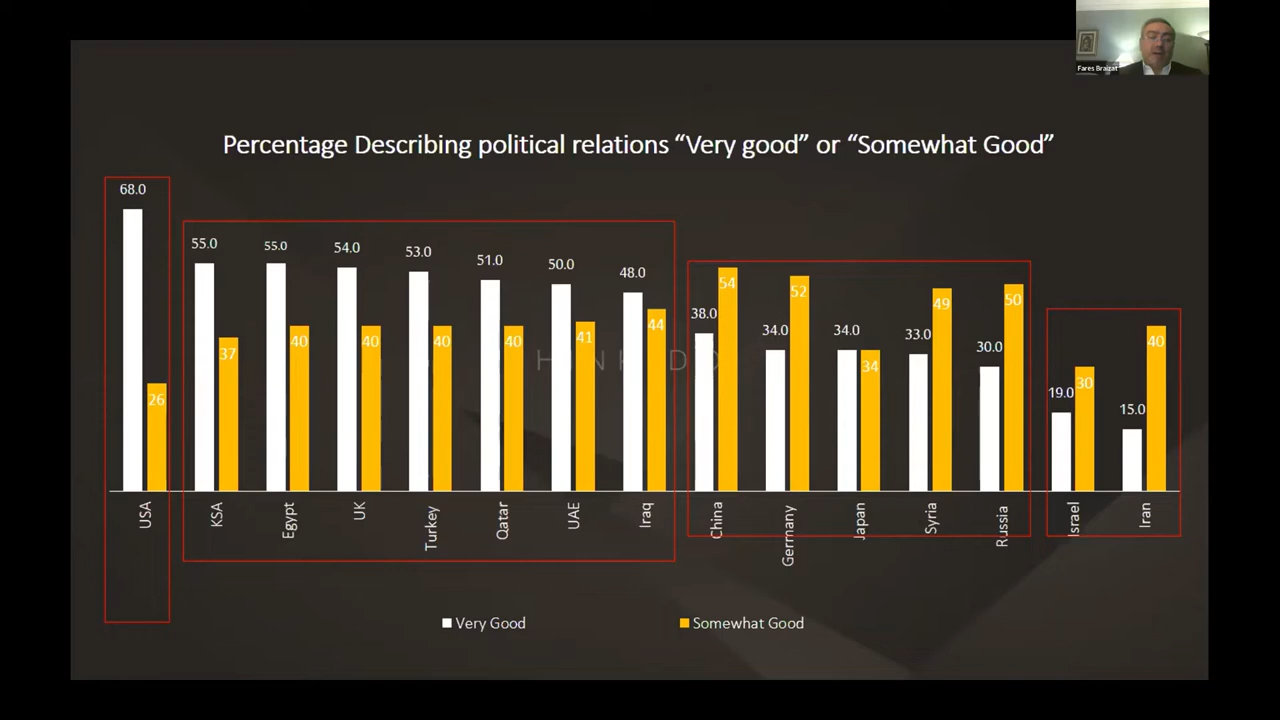 Fares Braizat
Percentage Describing political relations “Very good” or “Somewhat Good”
68.0
26
55.0
37
55.0
40
54.0
40
53.0
40
51.0
40
50.0
41
48.0
44
38.0
54
34.0
52
34.0
34
33.0
49
30.0
50
19.0
30
15.0
40
USA
KSA
Egypt
UK
Turkey
Qatar
UAE
Iraq
China
Germany
Japan
Syria
Russia
Israel
Iran
Very Good
Somewhat Good